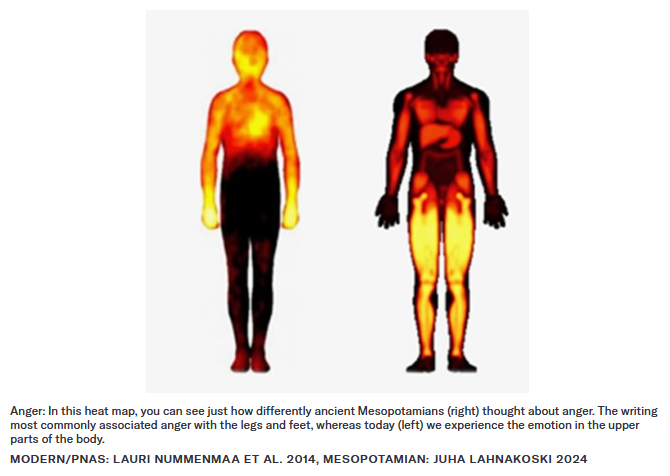 Anger: In this heat map, you can see just how differently ancient Mesopotamians (right) thought about anger. The writing
most commonly associated anger with the legs and feet, whereas today (left) we experience the emotion in the upper
parts of the body.
MODERN/PNAS: LAURI NUMMENMAA ET AL. 2014, MESOPOTAMIAN: JUHA LAHNAKOSKI 2024